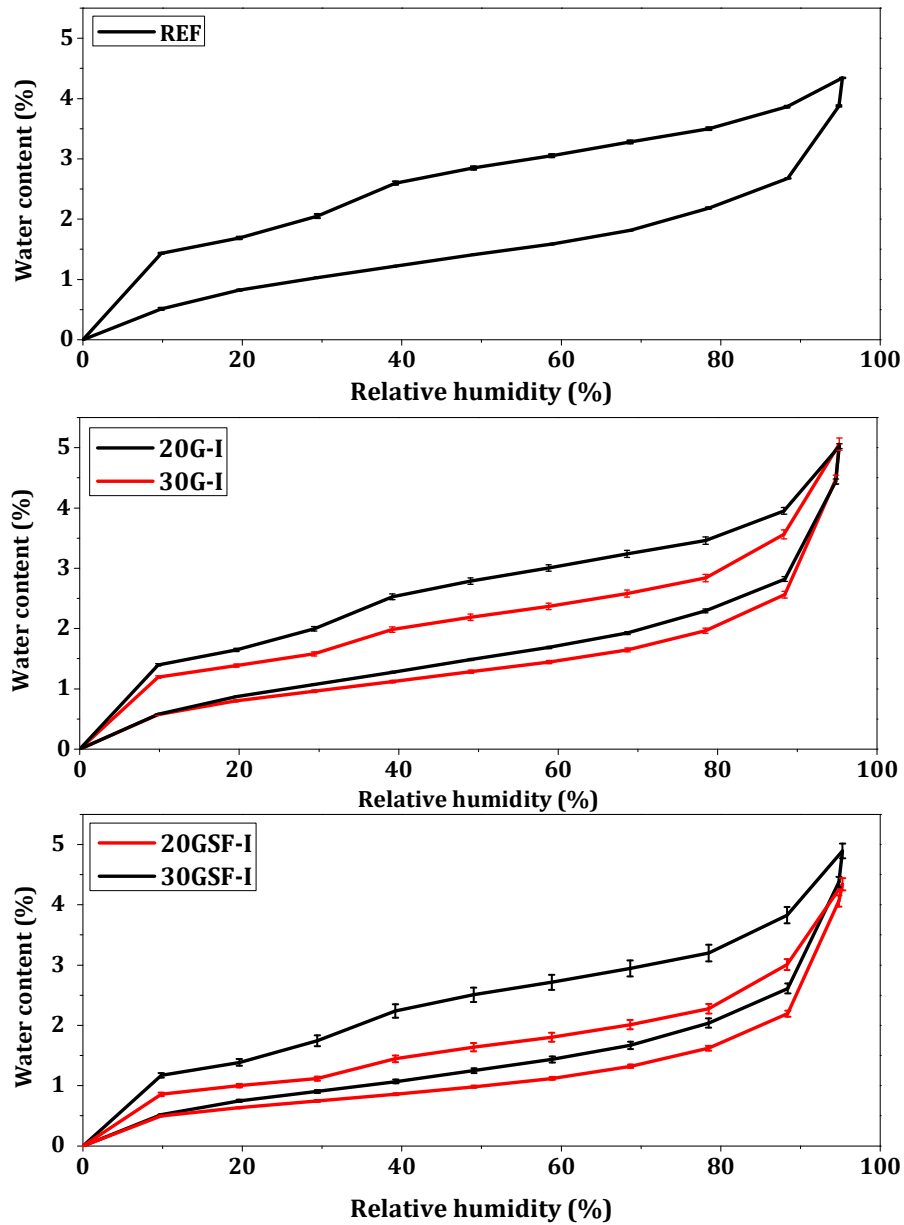 REF
5
4
3
2
1
0
Water content (%)
0 20 40 60 80 100
Relative humidity (%)
20G-I
30G-I
5
4
3
2
1
0
Water content (%)
0 20 40 60 80 100
Relative humidity (%)
20GSF-I
30GSF-I
5
4
3
2
1
0
Water content (%)
0 20 40 60 80 100
Relative humidity (%)